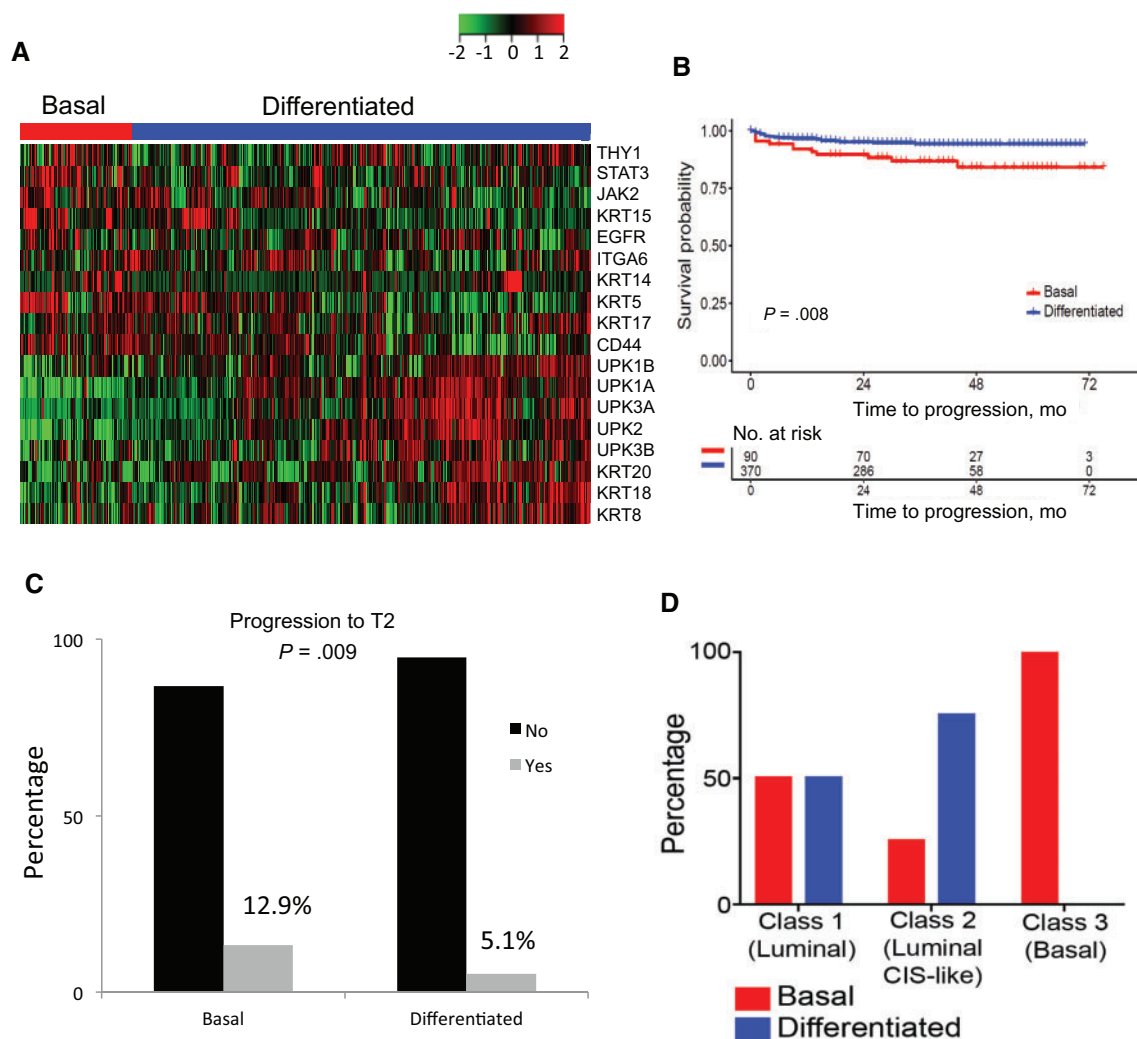 -2 -1 0 1 2
A
Basal Differentiated
THY1
STAT3
JAK2
KRT15
EGFR
ITGA6
KRT14
KRT5
KRT17
CD44
UPK1B
UPK1A
UPK3A
UPK2
UPK3B
KRT20
KRT18
KRT8
B
Survival probability
1.00
0.75
0.50
0.25
0.00
P = .008
Basal
Differentiated
0 24 48 72
Time to progression, mo
No. at risk
90 70 27 3
370 286 58 0
0 24 48 72
Time to progression, mo
C
Progression to T2
P = .009
Percentage
100
50
0
12.9%
5.1%
No
Yes
Basal Differentiated
D
Percentage
100
50
0
Class 1 Class 2 Class 3
(Luminal) (Luminal (Basal)
CIS-like)
Basal
Differentiated